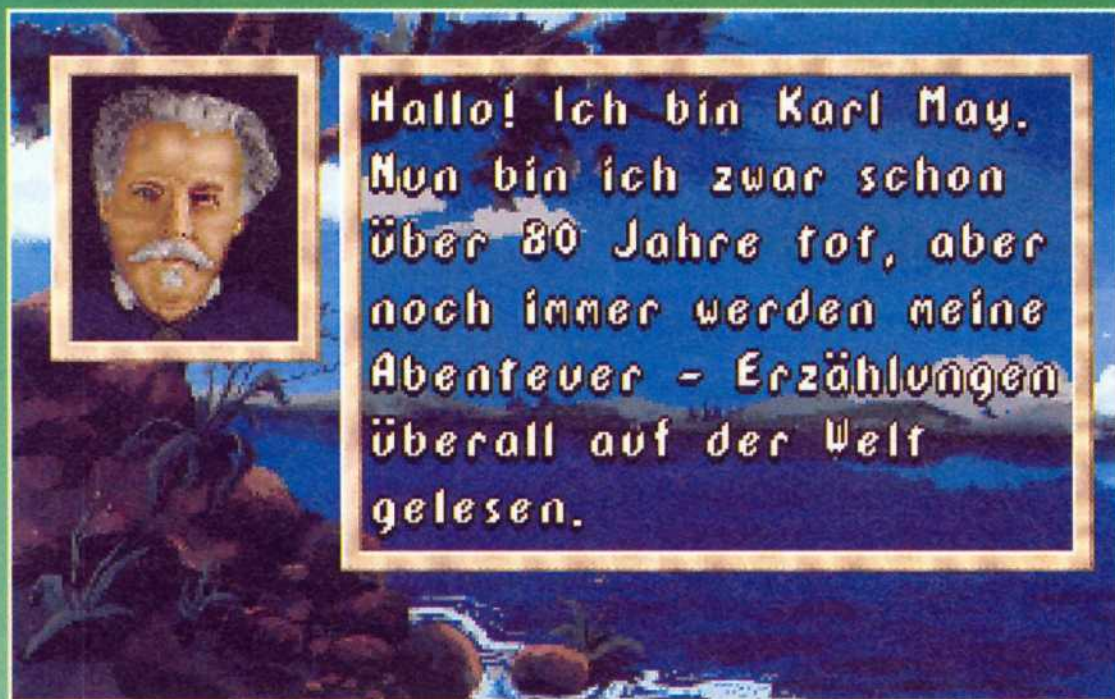 Hallo! Ich bin Karl May.
Nun bin ich zwar schon
über 80 Jahre tot, aber
noch immer werden meine
Abenteuer - Erzählungen
überall auf der Welt
gelesen.